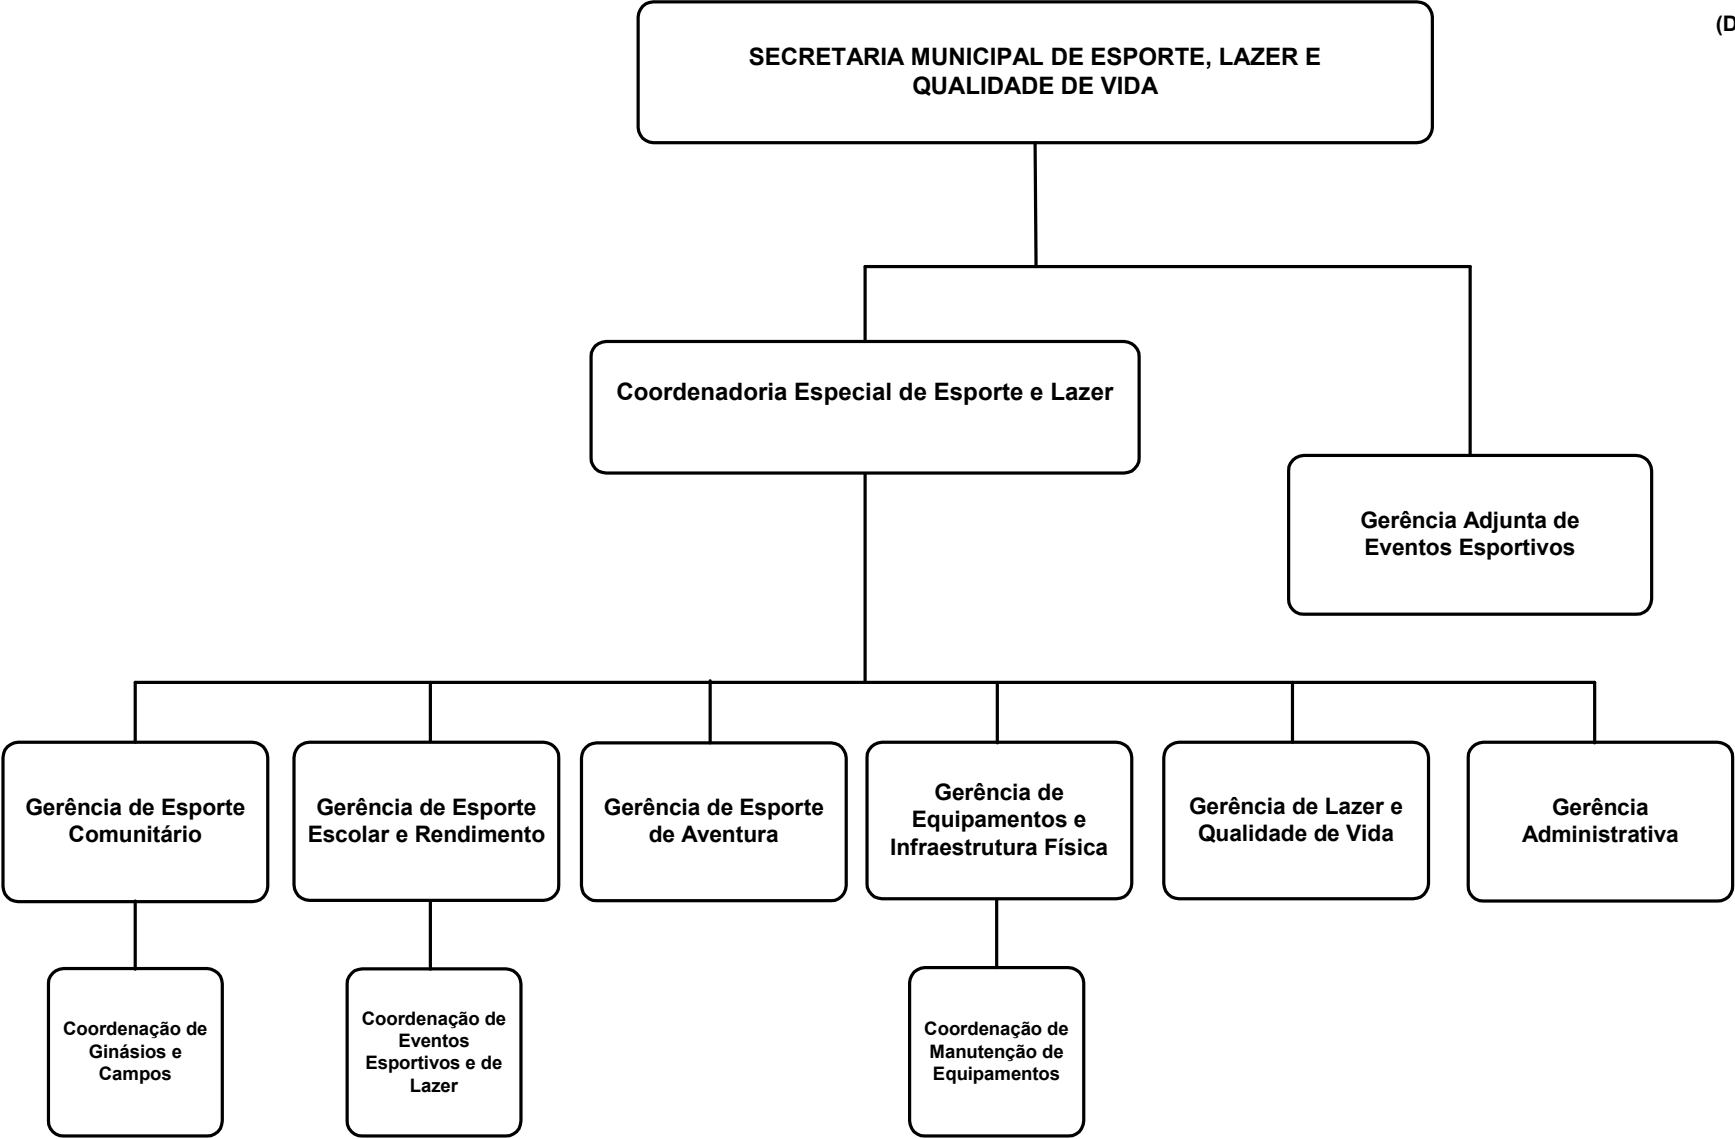 (D
SECRETARIA MUNICIPAL DE ESPORTE, LAZER E
QUALIDADE DE VIDA
Coordenadoria Especial de Esporte e Lazer
Gerência Adjunta de
Eventos Esportivos
Gerência de Esporte
Comunitário
Gerência de Esporte
Escolar e Rendimento
Gerência de Esporte
de Aventura
Gerência de
Equipamentos e
Infraestrutura Física
Gerência de Lazer e
Qualidade de Vida
Gerência
Administrativa
Coordenação de
Ginásios e
Campos
Coordenação de
Eventos
Esportivos e de
Lazer
Coordenação de
Manutenção de
Equipamentos